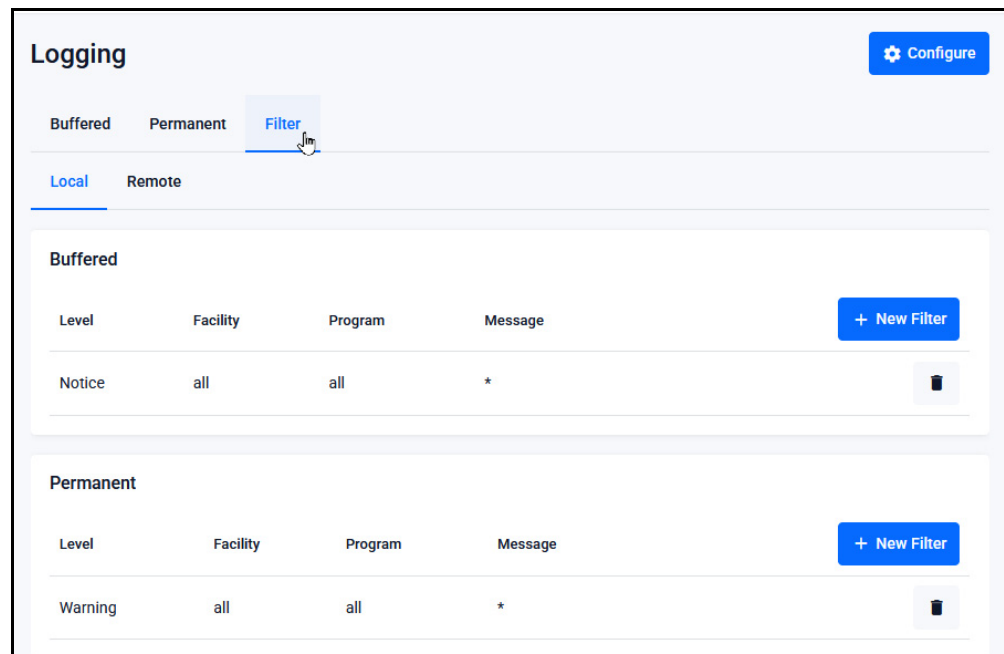 Logging
Configure
Buffered Permanent Filter
Local Remote
Buffered
Level Facility Program Message + New Filter
Notice all all *
Permanent
Level Facility Program Message + New Filter
Warning all all *